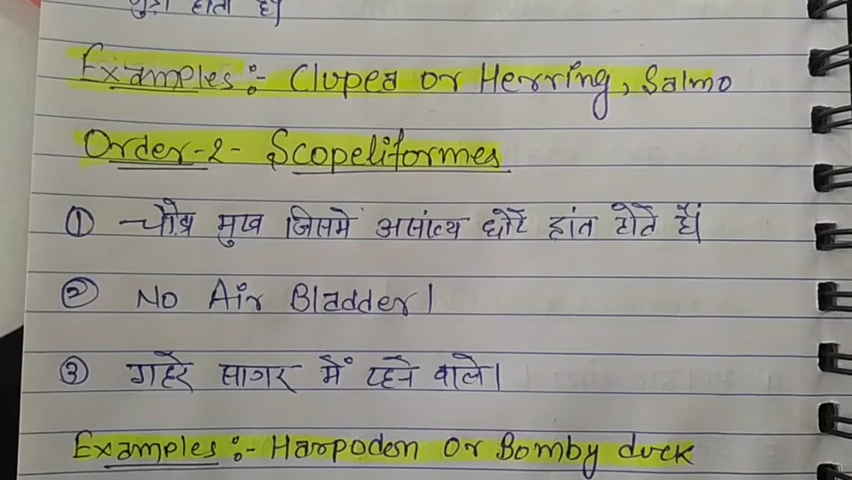 होता है।
Examples:- Clupea or Herring, Salmo
Order-2- Scopeliformes
① चौड़ा मुख जिसमें असंख्य छोटे दांत होते हैं।
② No Air Bladder।
③ गहरे सागर में रहने वाले।
Examples:- Harpodon or Bomby duck